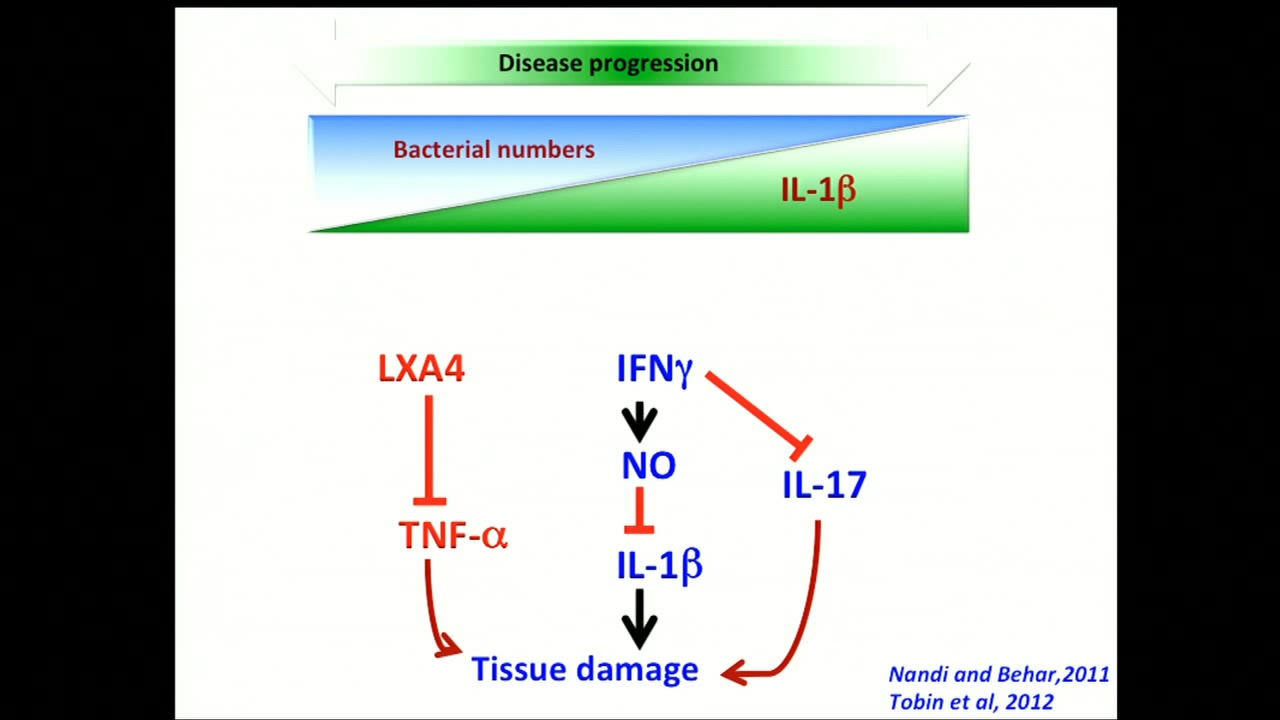 Disease progression
Bacterial numbers
IL-1β
LXA4
IFNγ
NO
IL-17
TNF-α
IL-1β
Tissue damage
Nandi and Behar,2011
Tobin et al, 2012